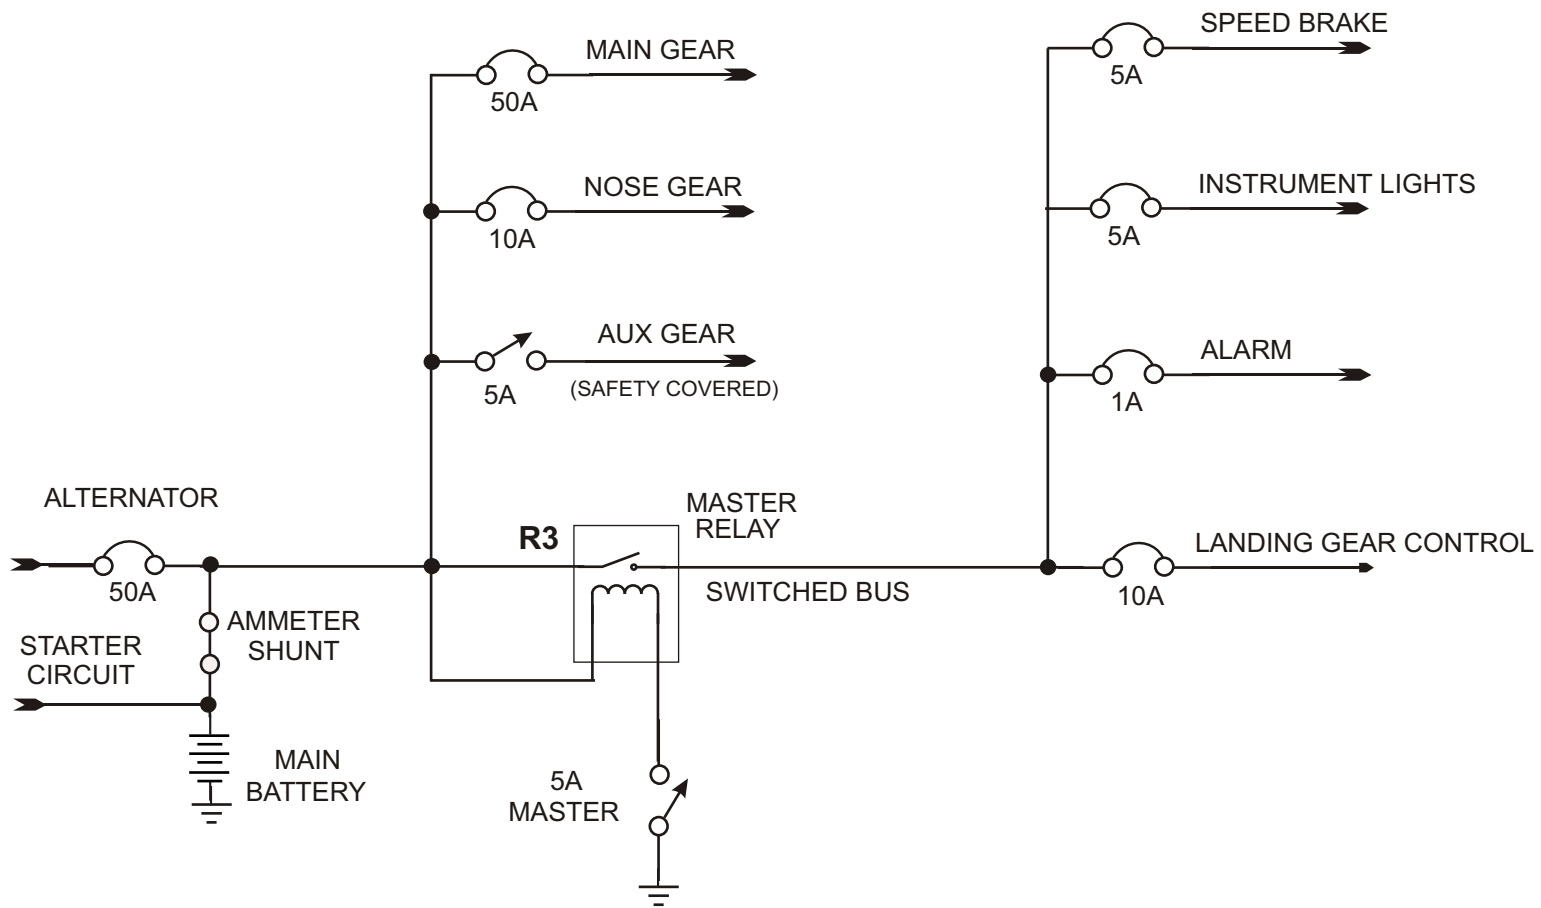 MAIN GEAR
50A
NOSE GEAR
10A
AUX GEAR
5A
(SAFETY COVERED)
SPEED BRAKE
5A
INSTRUMENT LIGHTS
5A
ALARM
1A
LANDING GEAR CONTROL
10A
ALTERNATOR
50A
AMMETER
SHUNT
STARTER
CIRCUIT
MAIN
BATTERY
R3
MASTER
RELAY
SWITCHED BUS
5A
MASTER